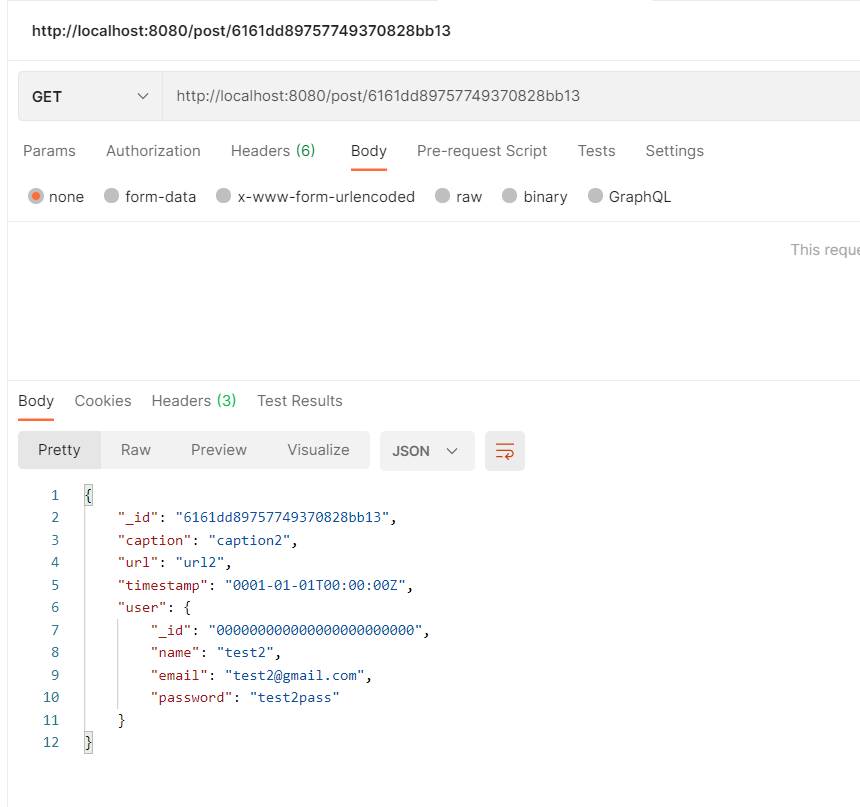 http://localhost:8080/post/6161dd89757749370828bb13
GET http://localhost:8080/post/6161dd89757749370828bb13
Params Authorization Headers (6) Body Pre-request Script Tests Settings
none form-data x-www-form-urlencoded raw binary GraphQL
This reque
Body Cookies Headers (3) Test Results
Pretty Raw Preview Visualize JSON
1 {
2 "_id": "6161dd89757749370828bb13",
3 "caption": "caption2",
4 "url": "url2",
5 "timestamp": "0001-01-01T00:00:00Z",
6 "user": {
7 "_id": "000000000000000000000000",
8 "name": "test2",
9 "email": "test2@gmail.com",
10 "password": "test2pass"
11 }
12 }